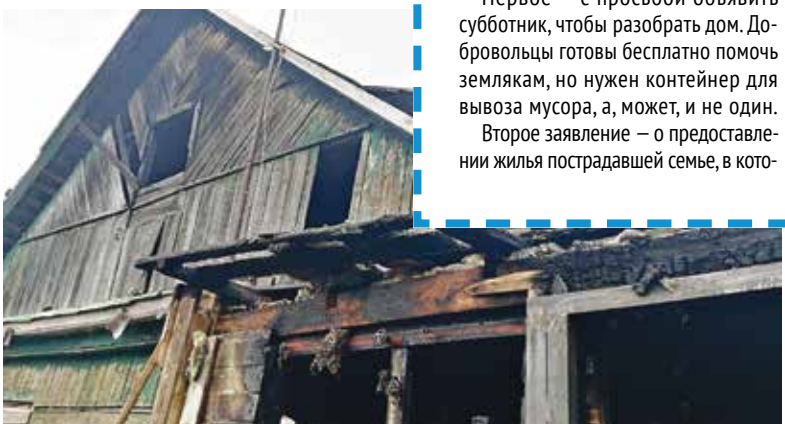 Первое – с просьбой объявить
субботник, чтобы разобрать дом. До-
бровольцы готовы бесплатно помочь
землякам, но нужен контейнер для
вывоза мусора, а, может, и не один.
Второе заявление – о предоставле-
нии жилья пострадавшей семье, в кото-